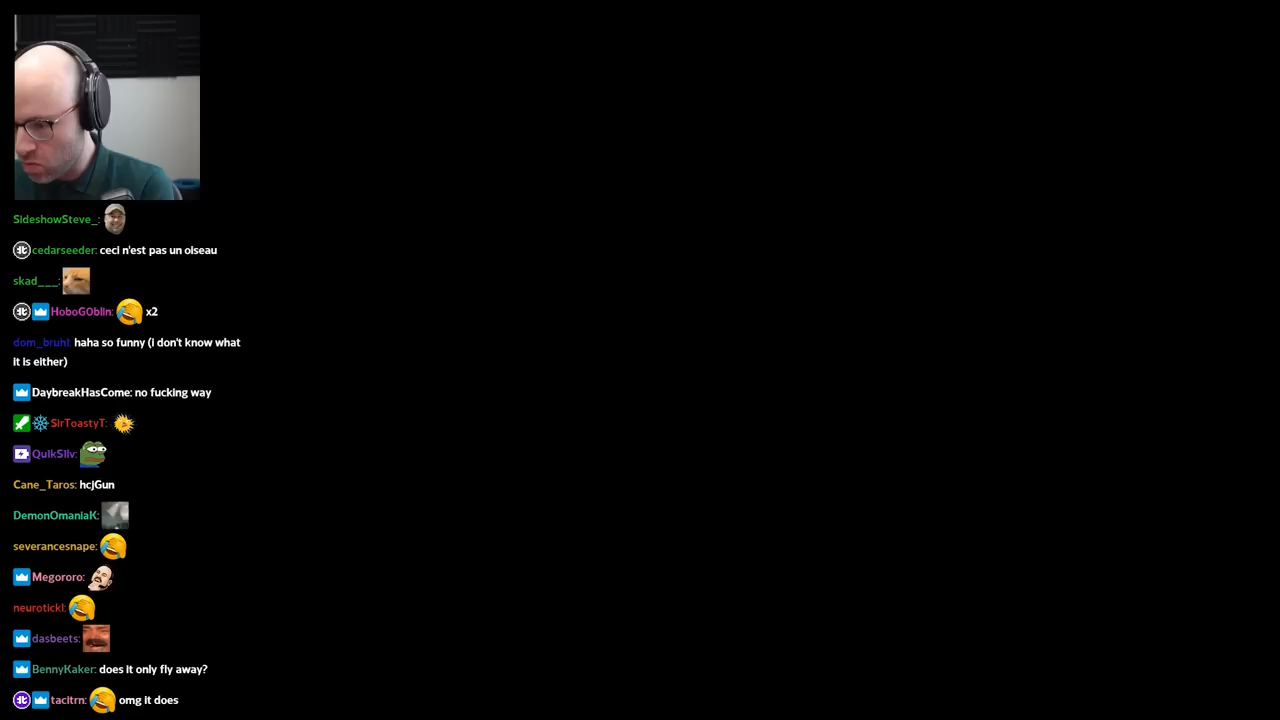 SideshowSteve_:
cedarseeder: ceci n'est pas un oiseau
skad___:
HoboG0blin: x2
dom_bruh!: haha so funny (i don't know what
it is either)
DaybreakHasCome: no fucking way
SirToastyT:
QuikSilv:
Cane_Taros: hcjGun
DemonOmaniaK:
severancesnape:
Megororo:
neurotickl:
dasbeets:
BennyKaker: does it only fly away?
tacitrn: omg it does